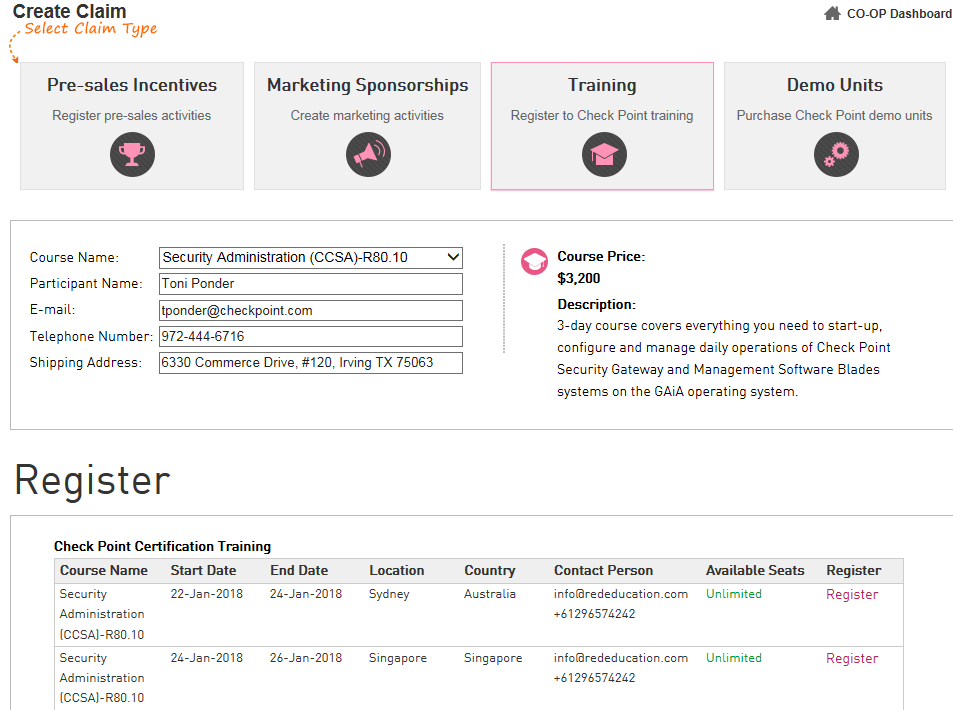 Create Claim
CO-OP Dashboard
Select Claim Type
Pre-sales Incentives
Register pre-sales activities
Marketing Sponsorships
Create marketing activities
Training
Register to Check Point training
Demo Units
Purchase Check Point demo units
Course Name: Security Administration (CCSA)-R80.10
Participant Name: Toni Ponder
E-mail: tponder@checkpoint.com
Telephone Number: 972-444-6716
Shipping Address: 6330 Commerce Drive, #120, Irving TX 75063
Course Price:
$3,200
Description:
3-day course covers everything you need to start-up,
configure and manage daily operations of Check Point
Security Gateway and Management Software Blades
systems on the GAiA operating system.
Register
Check Point Certification Training
Course Name Start Date End Date Location Country Contact Person Available Seats Register
Security 22-Jan-2018 24-Jan-2018 Sydney Australia info@rededucation.com Unlimited Register
Administration +61296574242
(CCSA)-R80.10
Security 24-Jan-2018 26-Jan-2018 Singapore Singapore info@rededucation.com Unlimited Register
Administration +61296574242
(CCSA)-R80.10